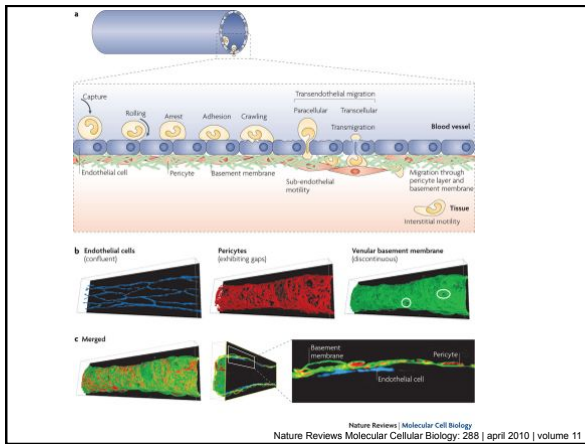 a
Transendothelial migration
Capture
Paracellular
Transcellular
Rolling
Arrest
Adhesion
Crawling
Transmigration
Blood vessel
Endothelial cell
Pericyte
Basement membrane
Sub-endothelial
motility
Migration through
pericyte layer and
basement membrane
Tissue
Interstitial motility
b
Endothelial cells
(confluent)
Pericytes
(exhibiting gaps)
Venular basement membrane
(discontinuous)
c
Merged
Basement
membrane
Pericyte
Endothelial cell
Nature Reviews | Molecular Cell Biology
Nature Reviews Molecular Cellular Biology: 288 | april 2010 | volume 11